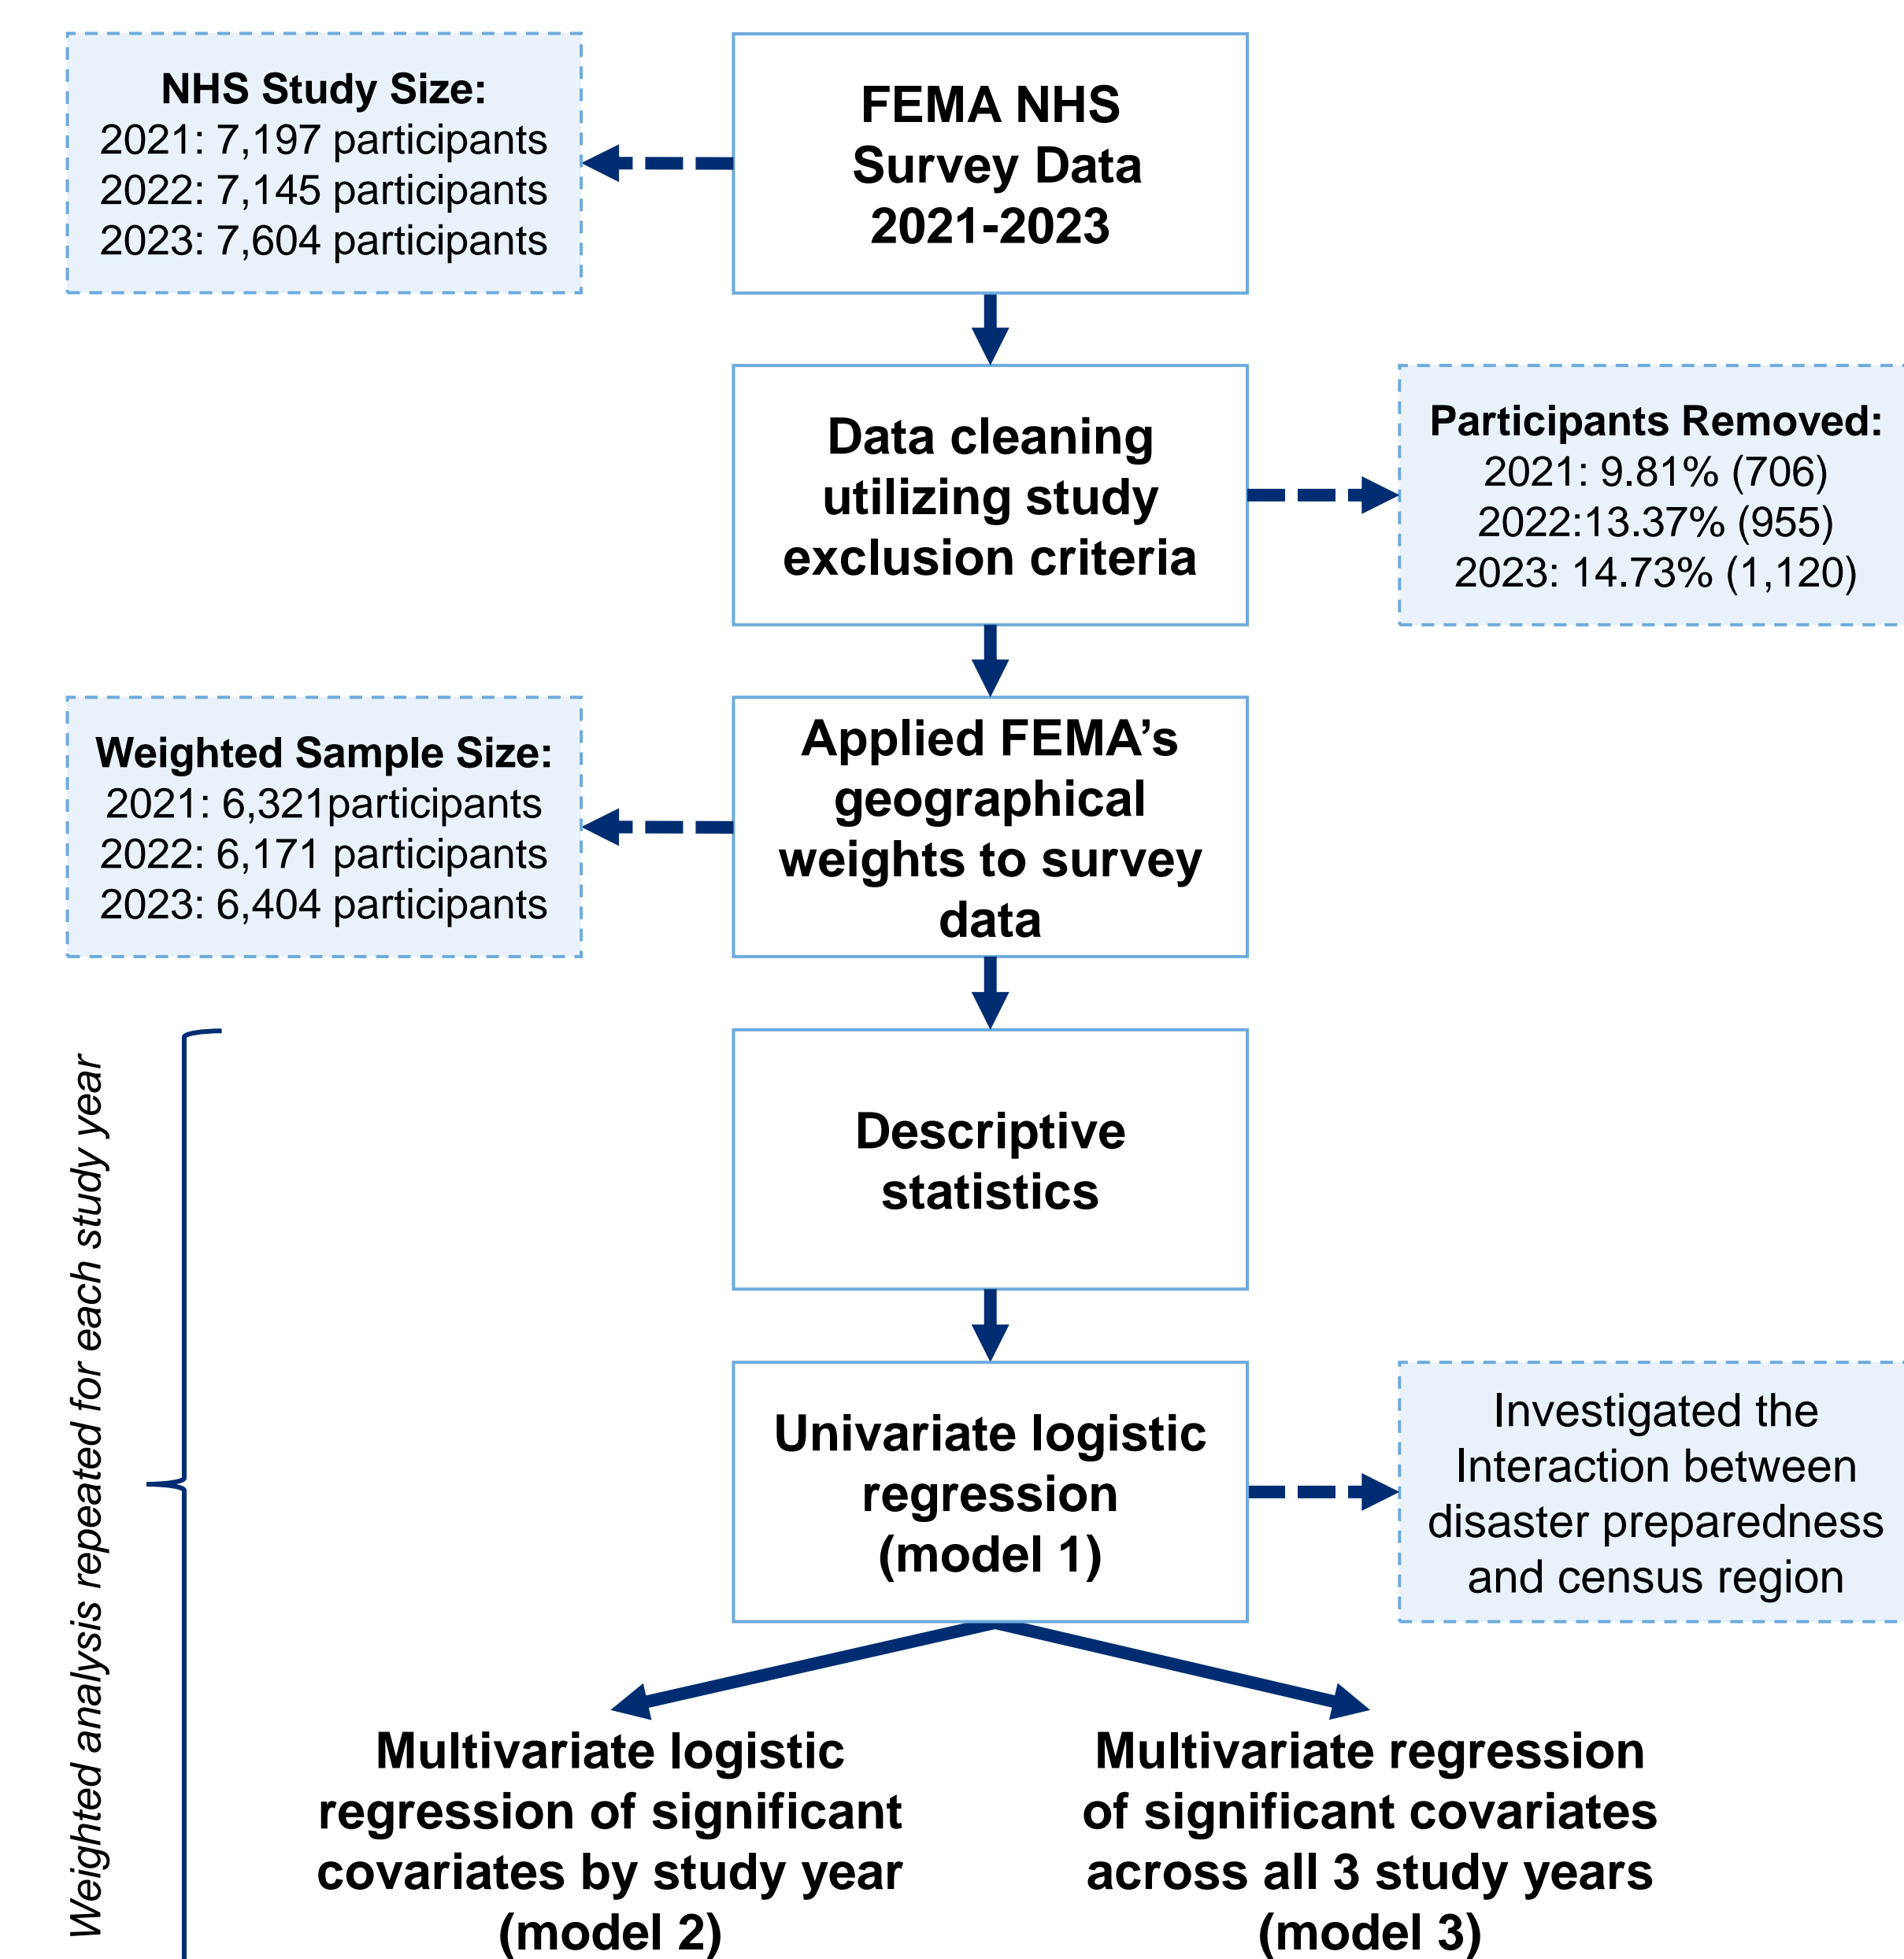 NHS Study Size:
2021: 7,197 participants
2022: 7,145 participants
2023: 7,604 participants
FEMA NHS
Survey Data
2021-2023
Data cleaning
utilizing study
exclusion criteria
Participants Removed:
2021: 9.81% (706)
2022:13.37% (955)
2023: 14.73% (1,120)
Weighted Sample Size:
2021: 6,321participants
2022: 6,171 participants
2023: 6,404 participants
Applied FEMA’s
geographical
weights to survey
data
Weighted analysis repeated for each study year
Descriptive
statistics
Univariate logistic
regression
(model 1)
Investigated the
Interaction between
disaster preparedness
and census region
Multivariate logistic
regression of significant
covariates by study year
(model 2)
Multivariate regression
of significant covariates
across all 3 study years
(model 3)